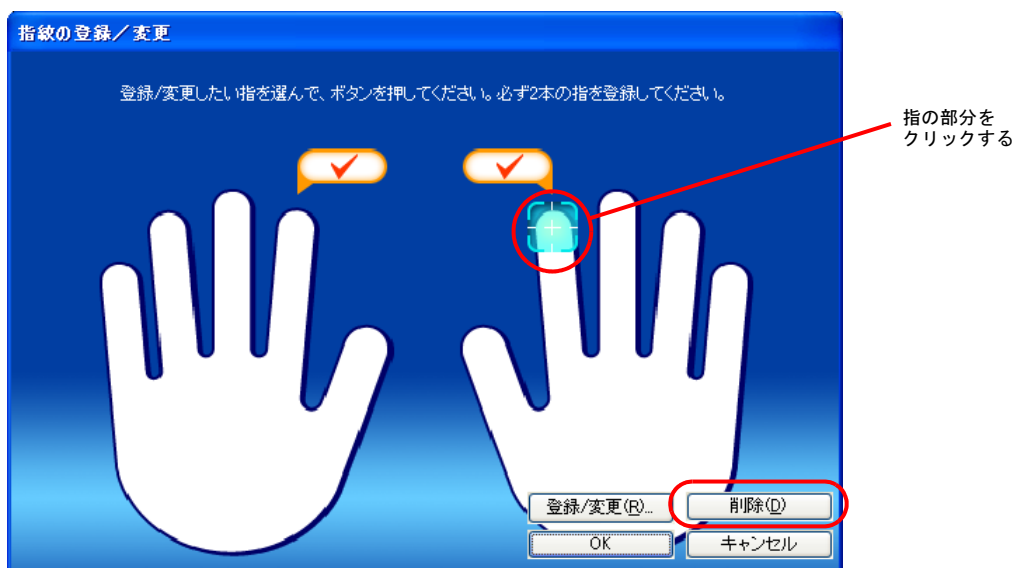 指紋の登録／変更
登録/変更したい指を選んで、ボタンを押してください。必ず2本の指を登録してください。
指の部分を
クリックする
登録/変更(R)...
削除(D)
OK
キャンセル